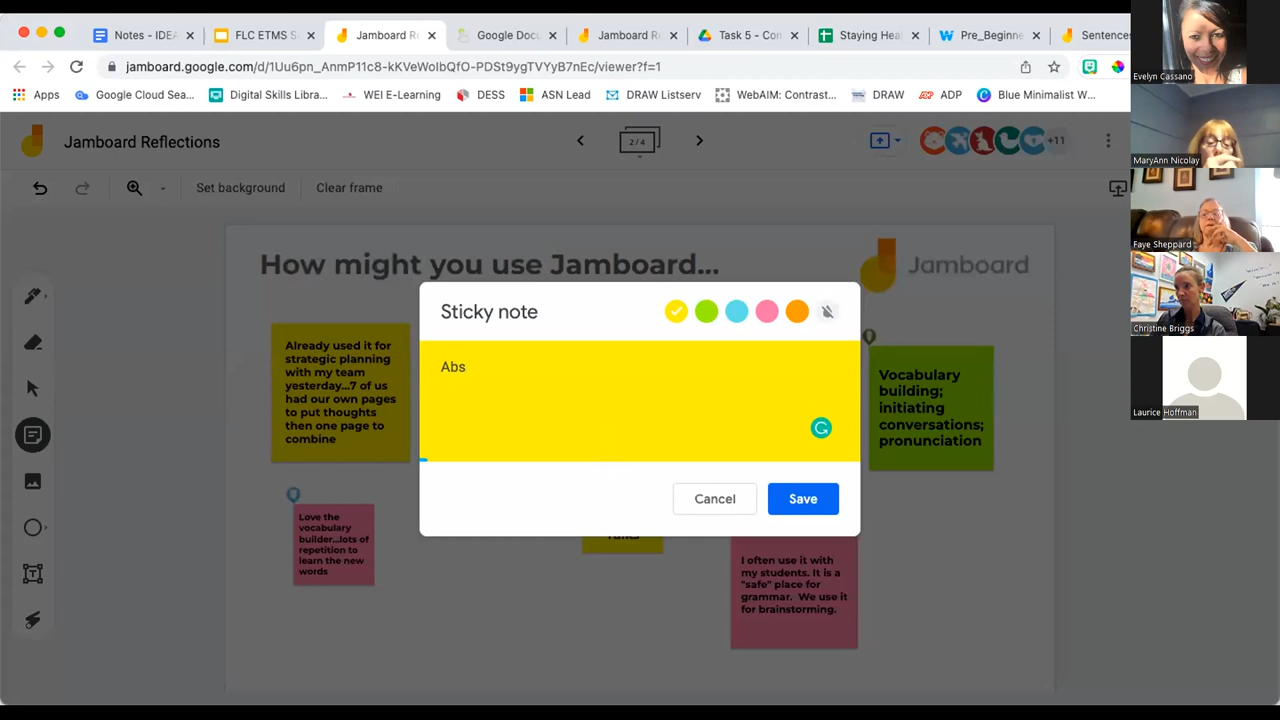 Notes - IDEA
FLC ETMS S
Jamboard R
Google Doc
Jamboard R
Task 5 - Con
Staying Hea
Pre_Beginne
Sentences
jamboard.google.com/d/1Uu6pn_AnmP11c8-kKVeWoIbQfO-PDSt9ygTVYyB7nEc/viewer?f=1
Apps
Google Cloud Sea...
Digital Skills Libra...
WEI E-Learning
DESS
ASN Lead
DRAW Listserv
WebAIM: Contrast...
DRAW
ADP
Blue Minimalist W...
Jamboard Reflections
2 / 4
+11
Set background
Clear frame
How might you use Jamboard...
Jamboard
Already used it for
strategic planning
with my team
yesterday...7 of us
had our own pages
to put thoughts
then one page to
combine
Sticky note
Abs
Cancel
Save
Vocabulary
building;
initiating
conversations;
pronunciation
Love the
vocabulary
builder...lots of
repetition to
learn the new
words
I often use it with
my students. It is a
"safe" place for
grammar. We use it
for brainstorming.
Evelyn Cassano
MaryAnn Nicolay
Faye Sheppard
Christine Briggs
Laurice Hoffman